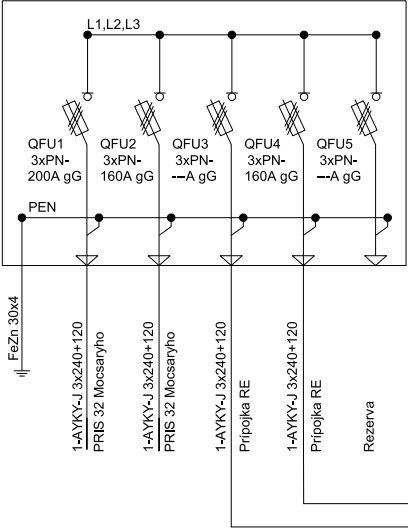 L1,L2,L3
QFU1
3xPN-
200A gG
QFU2
3xPN-
160A gG
QFU3
3xPN-
---A gG
QFU4
3xPN-
160A gG
QFU5
3xPN-
---A gG
PEN
FeZn 30x4
1-AYKY-J 3x240+120
PRIS 32 Mocsaryho
1-AYKY-J 3x240+120
PRIS 32 Mocsaryho
1-AYKY-J 3x240+120
Prípojka RE
1-AYKY-J 3x240+120
Prípojka RE
Rezerva